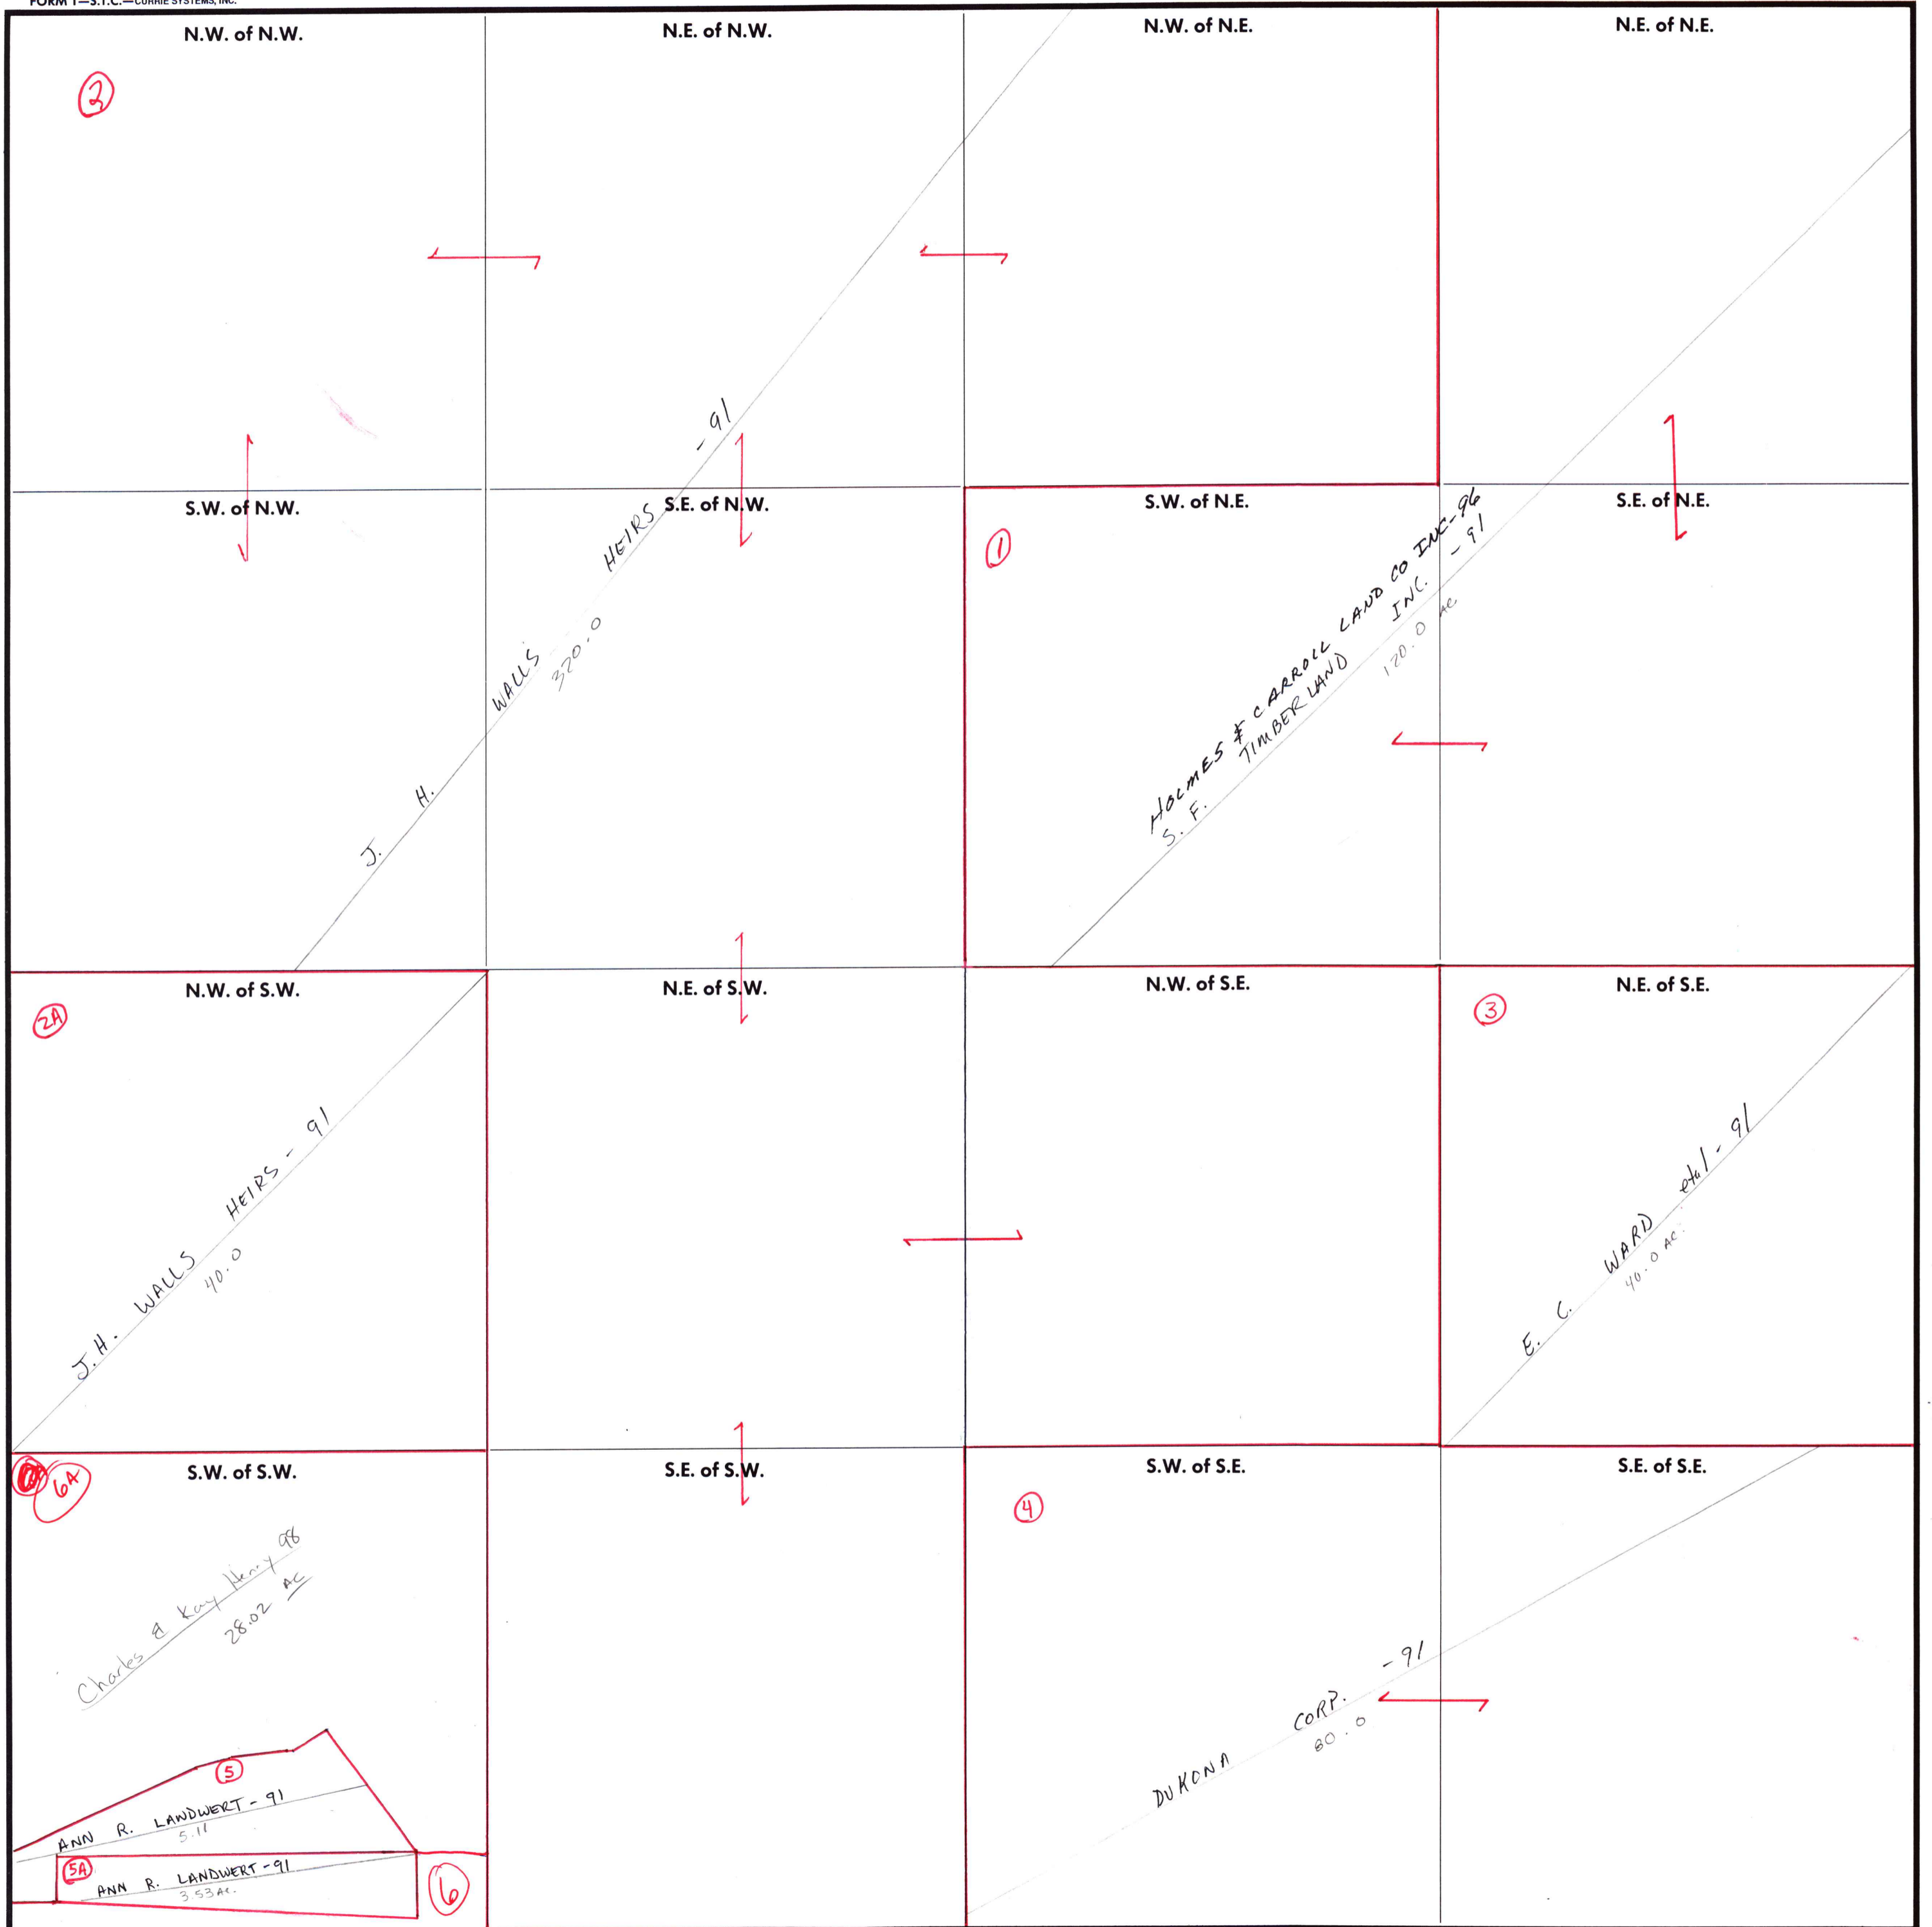 FORM 1—S.T.C.—CURRIE SYSTEMS, INC.
N.W. of N.W.
N.E. of N.W.
N.W. of N.E.
N.E. of N.E.
2
S.W. of N.W.
S.E. of N.W.
S.W. of N.E.
S.E. of N.E.
J. H. WALLS HEIRS - 91
320.0
1
HOLMES & CARROLL LAND CO INC-96
S. F. TIMBERLAND INC. - 91
120.0 AC
N.W. of S.W.
N.E. of S.W.
N.W. of S.E.
N.E. of S.E.
2A
J.H. WALLS HEIRS - 91
40.0
3
E. C. WARD etal - 91
40.0 AC.
S.W. of S.W.
S.E. of S.W.
S.W. of S.E.
S.E. of S.E.
6A
Charles & Kay Henry 98
28.02 AC
4
DUKONA CORP. - 91
80.0
5
ANN R. LANDWERT - 91
5.11
5A
ANN R. LANDWERT - 91
3.53 AC.
6